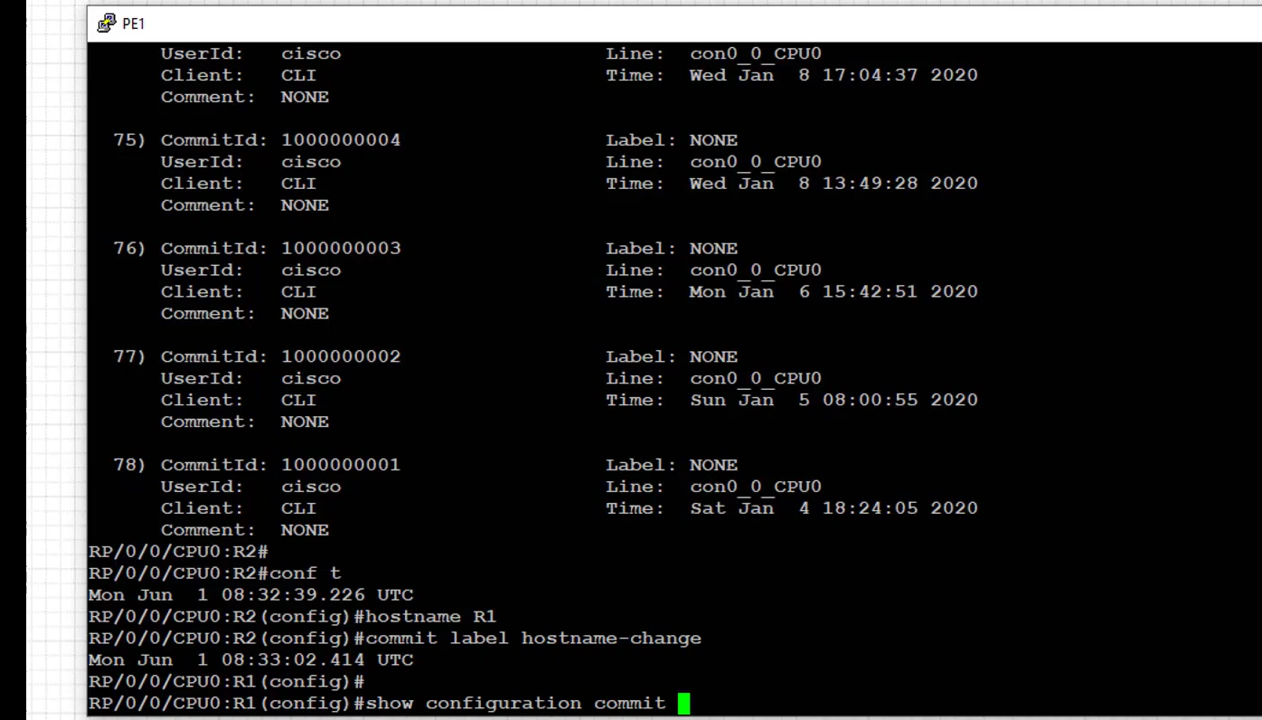 PE1
UserId: cisco Line: con0_0_CPU0
Client: CLI Time: Wed Jan 8 17:04:37 2020
Comment: NONE
75) CommitId: 1000000004 Label: NONE
UserId: cisco Line: con0_0_CPU0
Client: CLI Time: Wed Jan 8 13:49:28 2020
Comment: NONE
76) CommitId: 1000000003 Label: NONE
UserId: cisco Line: con0_0_CPU0
Client: CLI Time: Mon Jan 6 15:42:51 2020
Comment: NONE
77) CommitId: 1000000002 Label: NONE
UserId: cisco Line: con0_0_CPU0
Client: CLI Time: Sun Jan 5 08:00:55 2020
Comment: NONE
78) CommitId: 1000000001 Label: NONE
UserId: cisco Line: con0_0_CPU0
Client: CLI Time: Sat Jan 4 18:24:05 2020
Comment: NONE
RP/0/0/CPU0:R2#
RP/0/0/CPU0:R2#conf t
Mon Jun 1 08:32:39.226 UTC
RP/0/0/CPU0:R2(config)#hostname R1
RP/0/0/CPU0:R2(config)#commit label hostname-change
Mon Jun 1 08:33:02.414 UTC
RP/0/0/CPU0:R1(config)#
RP/0/0/CPU0:R1(config)#show configuration commit